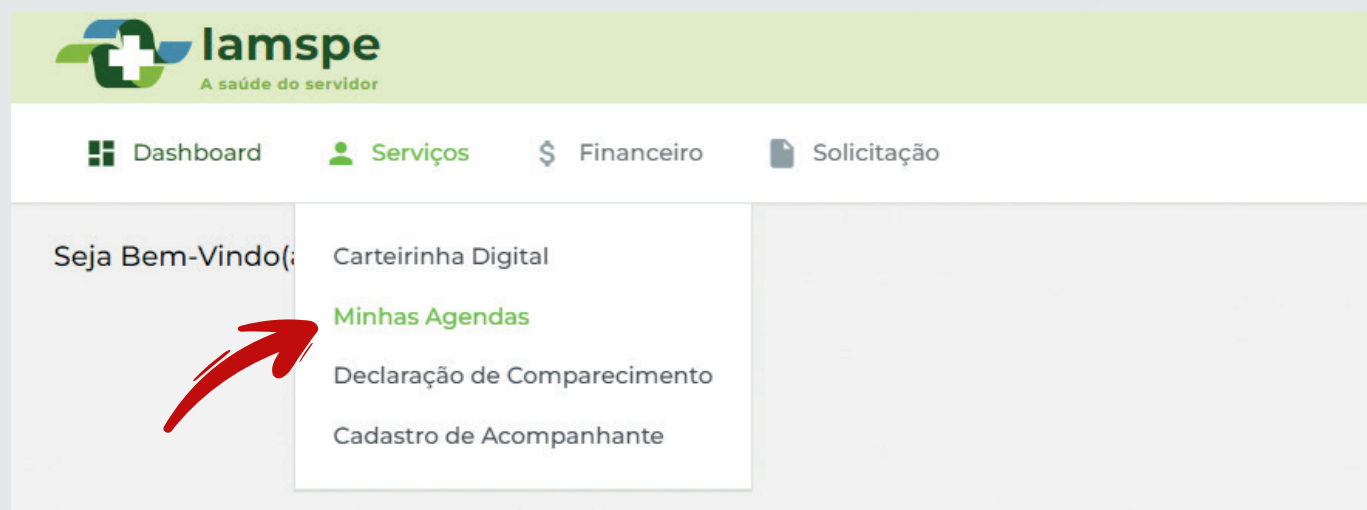 Iamspe
A saúde do servidor
Dashboard Serviços $ Financeiro Solicitação
Seja Bem-Vindo(
Carteirinha Digital
Minhas Agendas
Declaração de Comparecimento
Cadastro de Acompanhante